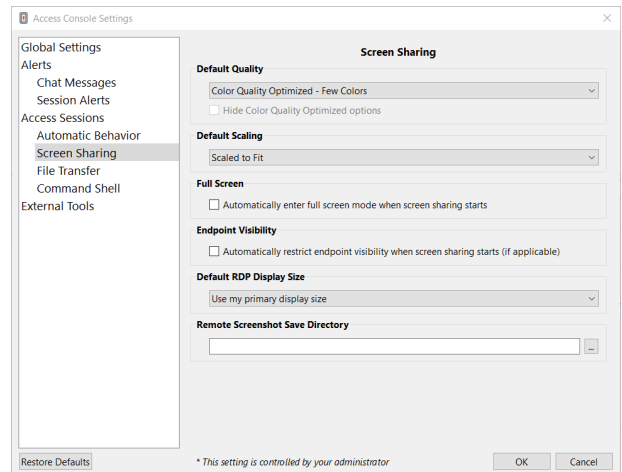 Access Console Settings
Global Settings
Alerts
Chat Messages
Session Alerts
Access Sessions
Automatic Behavior
Screen Sharing
File Transfer
Command Shell
External Tools
Screen Sharing
Default Quality
Color Quality Optimized - Few Colors
Hide Color Quality Optimized options
Default Scaling
Scaled to Fit
Full Screen
Automatically enter full screen mode when screen sharing starts
Endpoint Visibility
Automatically restrict endpoint visibility when screen sharing starts (if applicable)
Default RDP Display Size
Use my primary display size
Remote Screenshot Save Directory
...
Restore Defaults
* This setting is controlled by your administrator
OK
Cancel